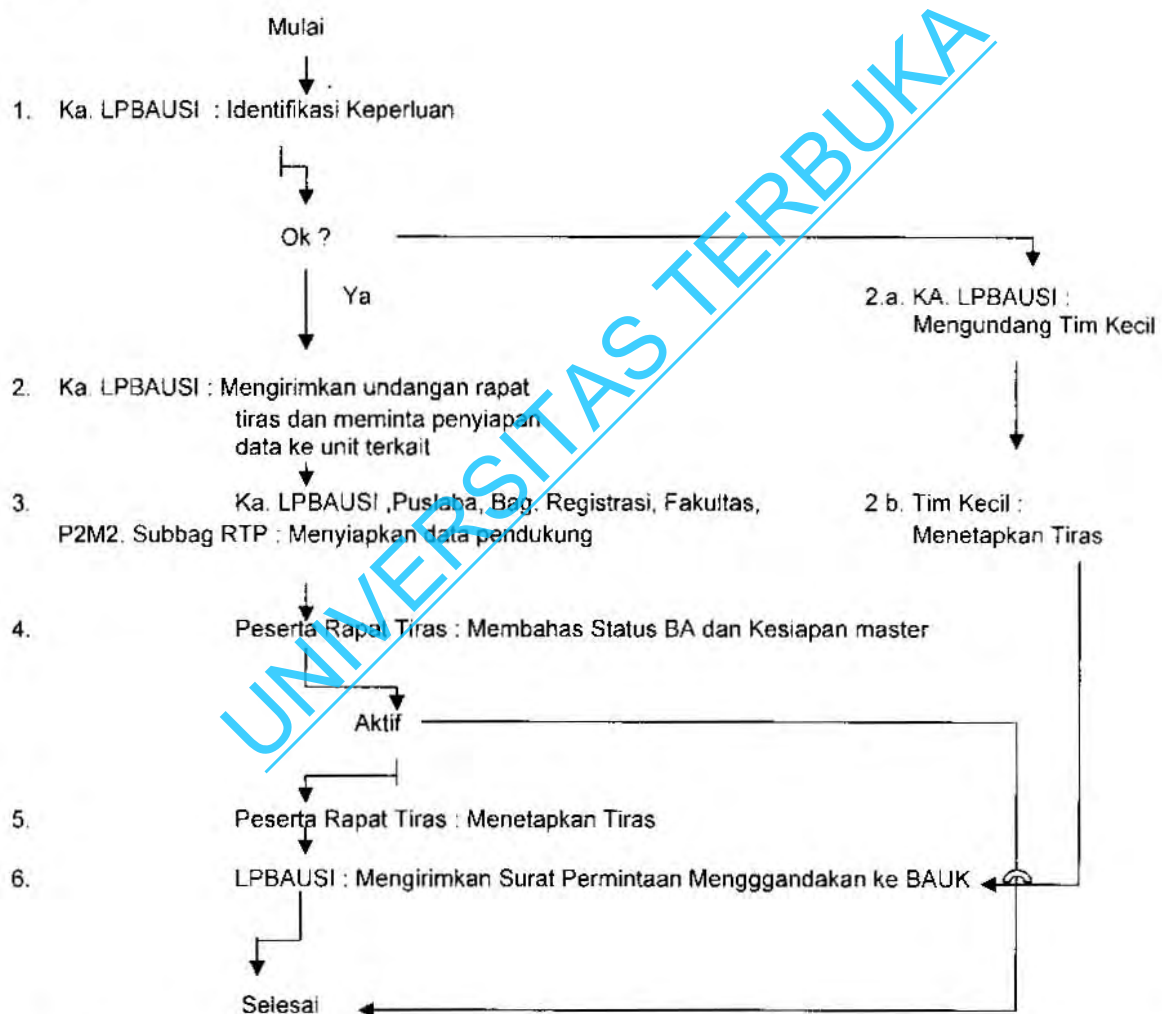 Mulai
1. Ka. LPBAUSI : Identifikasi Keperluan
Ok ?
Ya
2.a. KA. LPBAUSI :
Mengundang Tim Kecil
2. Ka. LPBAUSI : Mengirimkan undangan rapat
tiras dan meminta penyiapan
data ke unit terkait
3. Ka. LPBAUSI ,Puslaba, Bag. Registrasi, Fakultas,
P2M2. Subbag RTP : Menyiapkan data pendukung
2 b. Tim Kecil :
Menetapkan Tiras
4. Peserta Rapat Tiras : Membahas Status BA dan Kesiapan master
Aktif
5. Peserta Rapat Tiras : Menetapkan Tiras
6. LPBAUSI : Mengirimkan Surat Permintaan Mengggandakan ke BAUK
Selesai
UNIVERSITAS TERBUKA